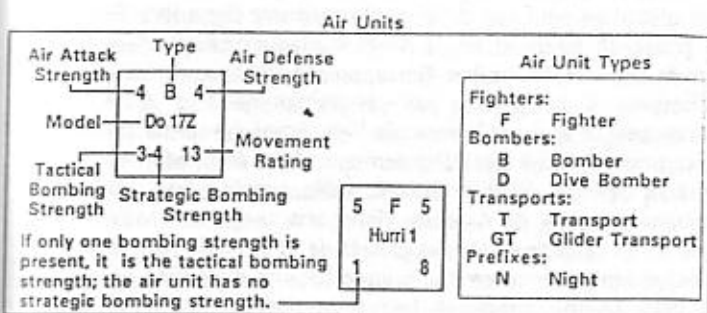 Air Units
Air Attack Strength
Type
Air Defense Strength
4 B 4
Model
Do 17Z
3-4 13
Movement Rating
Tactical Bombing Strength
Strategic Bombing Strength
If only one bombing strength is
present, it is the tactical bombing
strength; the air unit has no
strategic bombing strength.
5 F 5
Hurri 1
1 8
Air Unit Types
Fighters:
F Fighter
Bombers:
B Bomber
D Dive Bomber
Transports:
T Transport
GT Glider Transport
Prefixes:
N Night